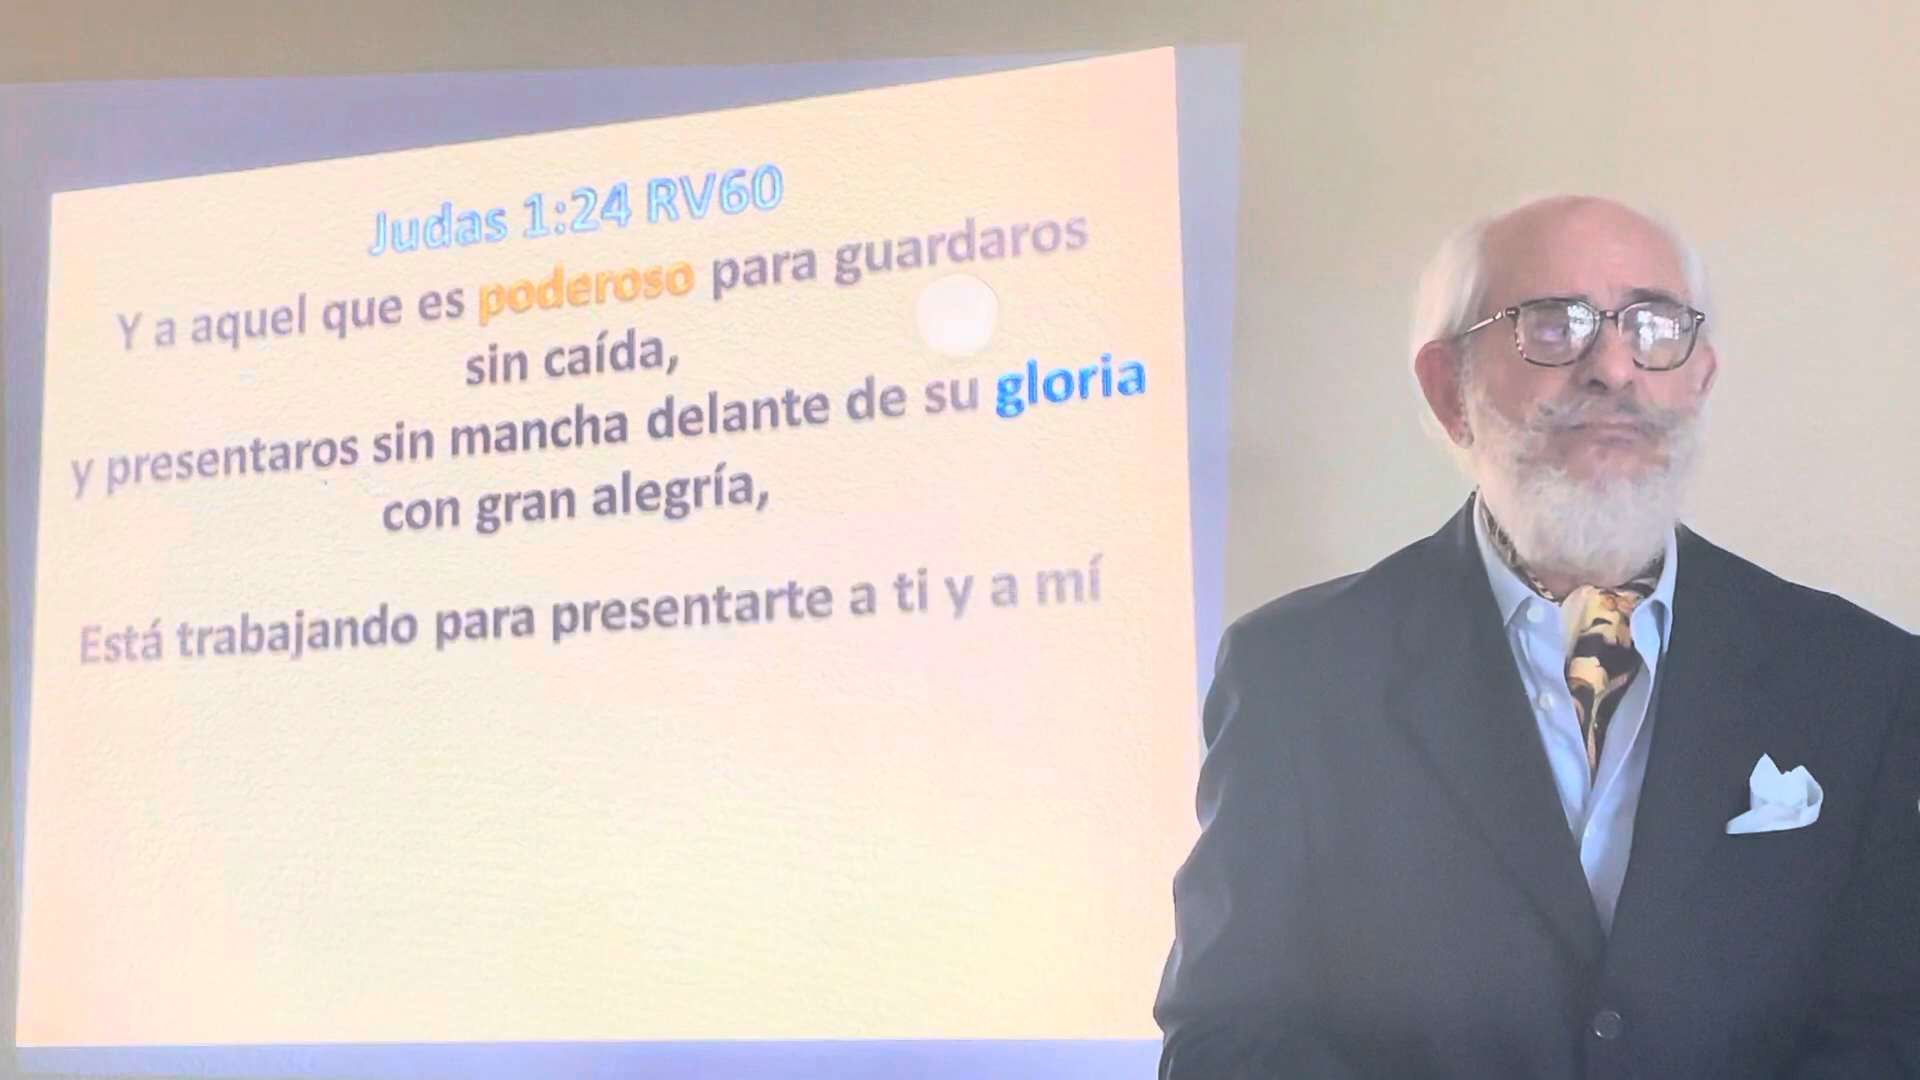 Judas 1:24 RV60
Y a aquel que es poderoso para guardaros
sin caída,
y presentaros sin mancha delante de su gloria
con gran alegría,
Está trabajando para presentarte a ti y a mí